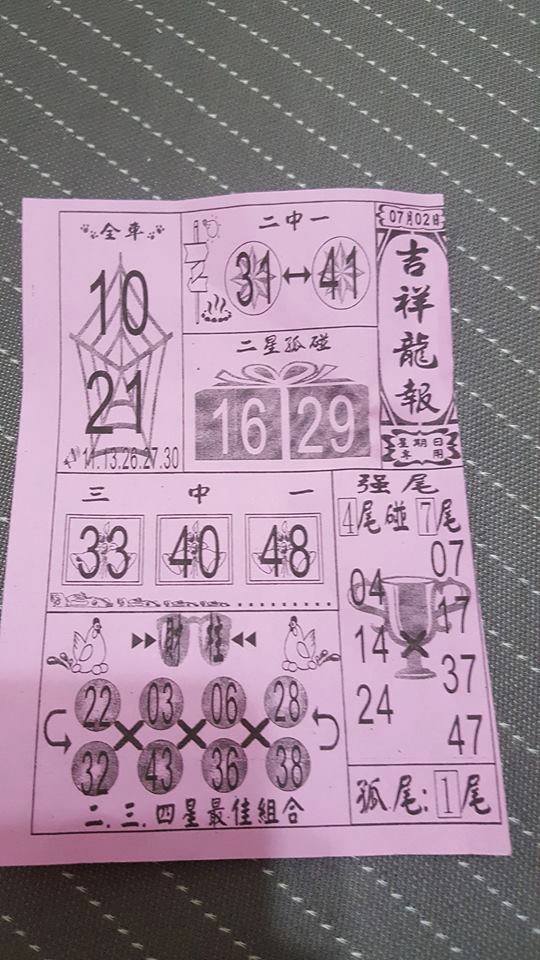 07月02日
吉祥龍報
星期日
專用
全車
10
21
11.13.26.27.30
二中一
31 41
二星孤碰
16 29
三中一
33 40 48
强尾
4尾碰7尾
04 07
14 17
24 37
47
孤尾:1尾
財柱
22 03 06 28
32 43 36 38
二.三.四星最佳組合